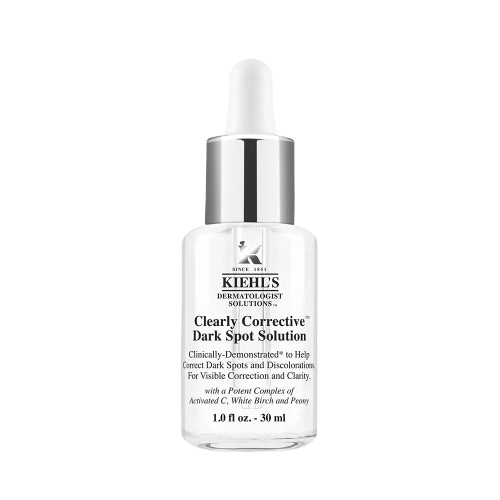 K
SINCE 1851
KIEHL'S
DERMATOLOGIST
SOLUTIONS™
Clearly Corrective™
Dark Spot Solution
Clinically-Demonstrated* to Help
Correct Dark Spots and Discolorations
For Visible Correction and Clarity.
with a Potent Complex of
Activated C, White Birch and Peony
1.0 fl oz. - 30 ml